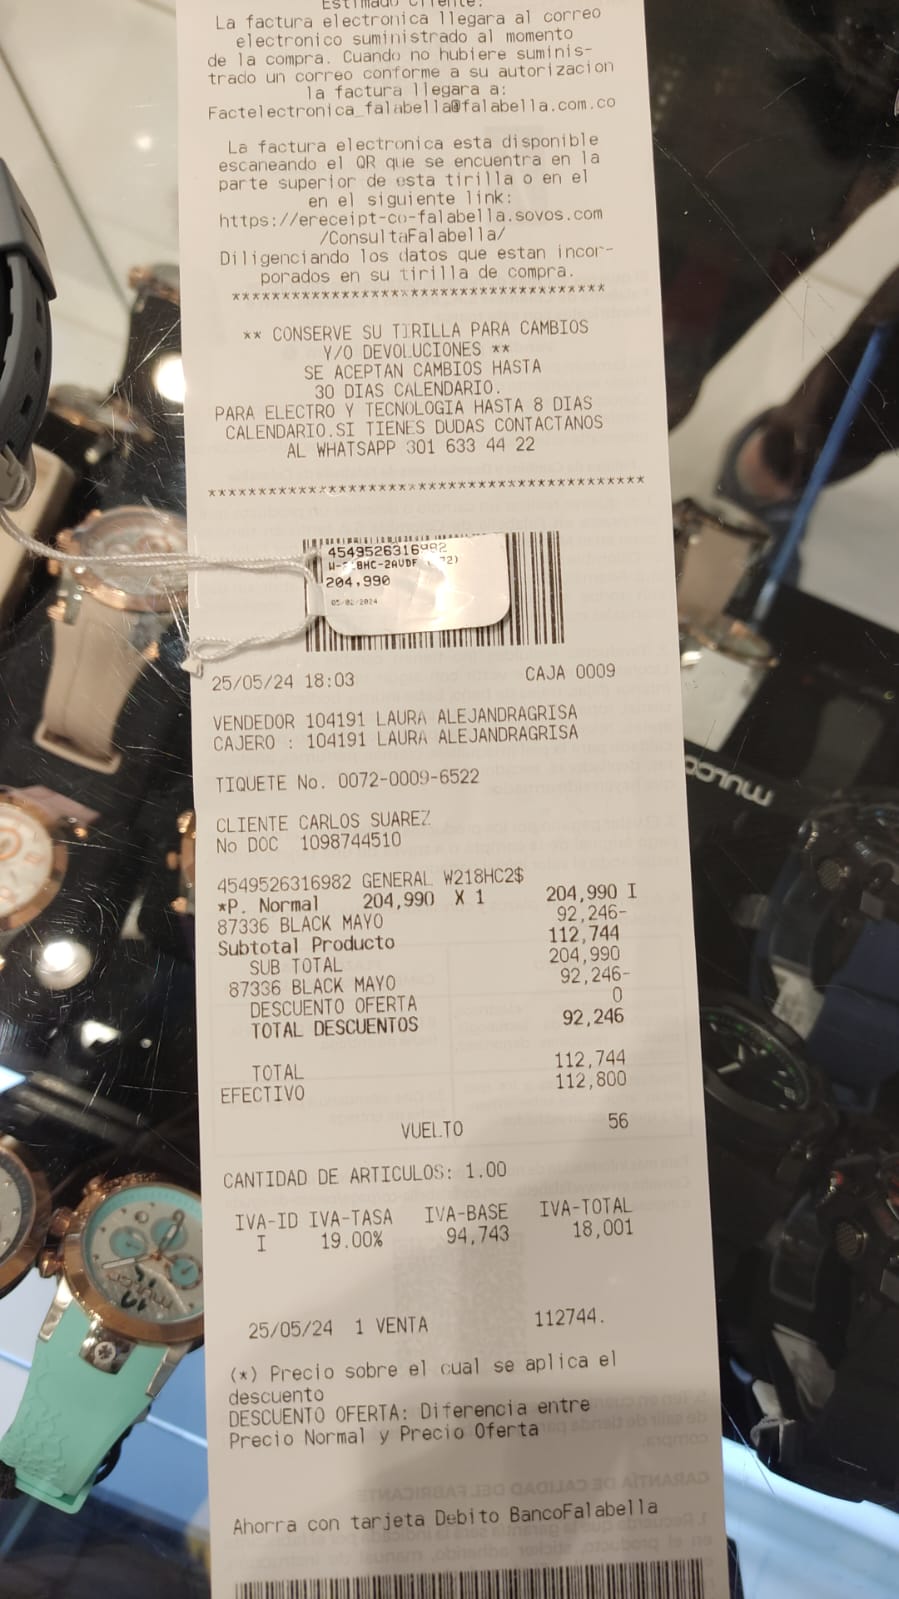 Estimado Cliente:
La factura electronica llegara al correo
electronico suministrado al momento
de la compra. Cuando no hubiere suminis-
trado un correo conforme a su autorizacion
la factura llegara a:
Factelectronica_falabella@falabella.com.co
La factura electronica esta disponible
escaneando el QR que se encuentra en la
parte superior de esta tirilla o en el
en el siguiente link:
https://ereceipt-co-falabella.sovos.com
/ConsultaFalabella/
Diligenciando los datos que estan incor-
porados en su tirilla de compra.
*************************************
** CONSERVE SU TIRILLA PARA CAMBIOS
Y/O DEVOLUCIONES **
SE ACEPTAN CAMBIOS HASTA
30 DIAS CALENDARIO.
PARA ELECTRO Y TECNOLOGIA HASTA 8 DIAS
CALENDARIO.SI TIENES DUDAS CONTACTANOS
AL WHATSAPP 301 633 44 22
*******************************************
4549526316982
204,990
05/02/2024
25/05/24 18:03 CAJA 0009
VENDEDOR 104191 LAURA ALEJANDRAGRISA
CAJERO : 104191 LAURA ALEJANDRAGRISA
TIQUETE No. 0072-0009-6522
CLIENTE CARLOS SUAREZ
No DOC 1098744510
4549526316982 GENERAL W218HC2$
*P. Normal 204,990 X 1 204,990 I
87336 BLACK MAYO 92,246-
Subtotal Producto 112,744
SUB TOTAL 204,990
87336 BLACK MAYO 92,246-
DESCUENTO OFERTA 0
TOTAL DESCUENTOS 92,246
TOTAL 112,744
EFECTIVO 112,800
VUELTO 56
CANTIDAD DE ARTICULOS: 1.00
IVA-ID IVA-TASA IVA-BASE IVA-TOTAL
I 19.00% 94,743 18,001
25/05/24 1 VENTA 112744.
(*) Precio sobre el cual se aplica el
descuento
DESCUENTO OFERTA: Diferencia entre
Precio Normal y Precio Oferta
Ahorra con tarjeta Debito BancoFalabella
mulco
mulco